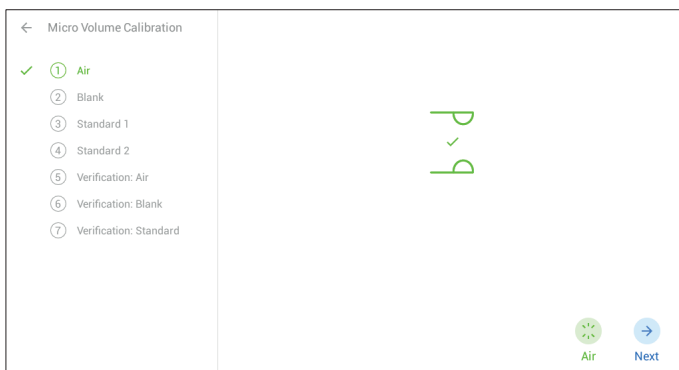 Micro Volume Calibration
1 Air
2 Blank
3 Standard 1
4 Standard 2
5 Verification: Air
6 Verification: Blank
7 Verification: Standard
Air
Next